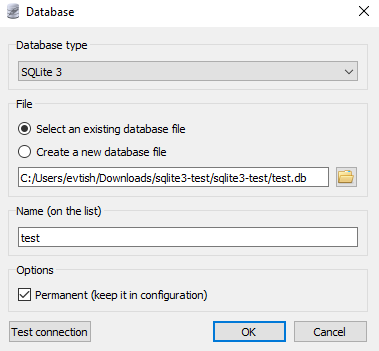 Database
Database type
SQLite 3
File
Select an existing database file
Create a new database file
C:/Users/evtish/Downloads/sqlite3-test/sqlite3-test/test.db
Name (on the list)
test
Options
Permanent (keep it in configuration)
Test connection OK Cancel